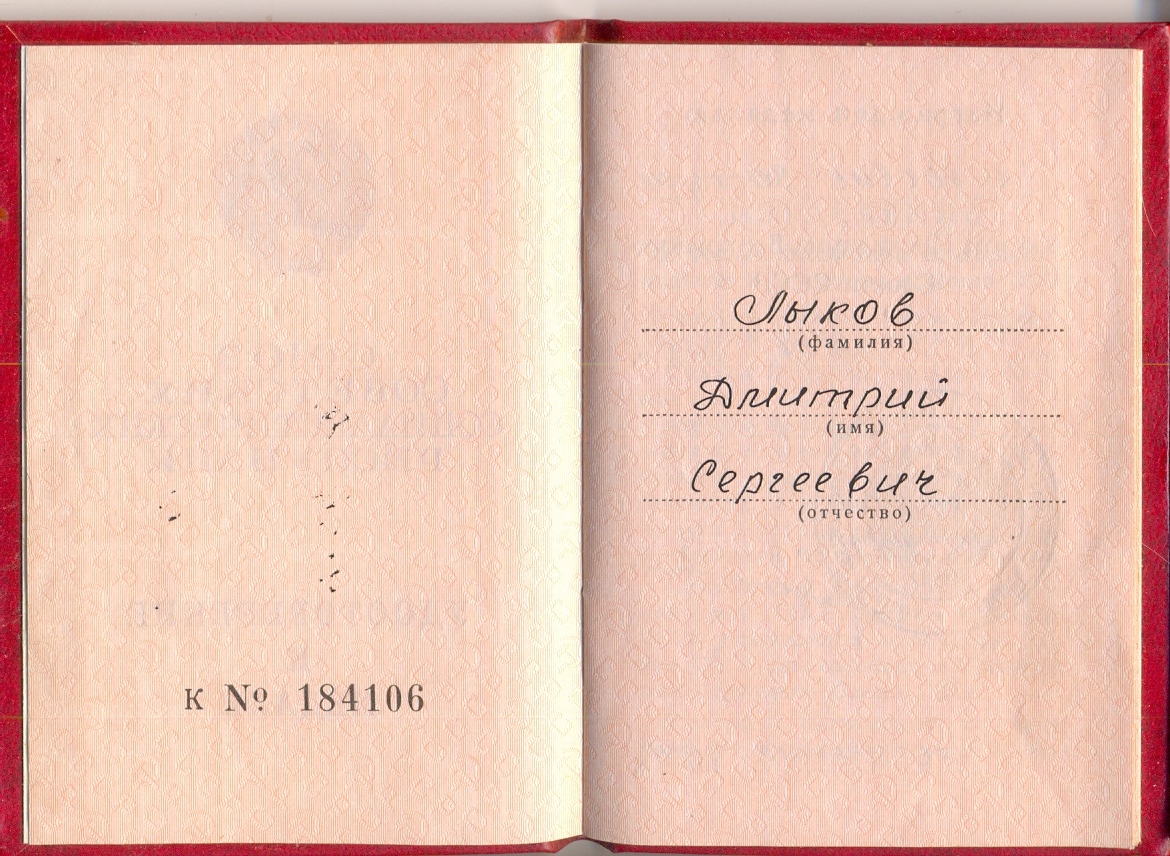 К № 184106
Лыков
(фамилия)
Дмитрий
(имя)
Сергеевич
(отчество)